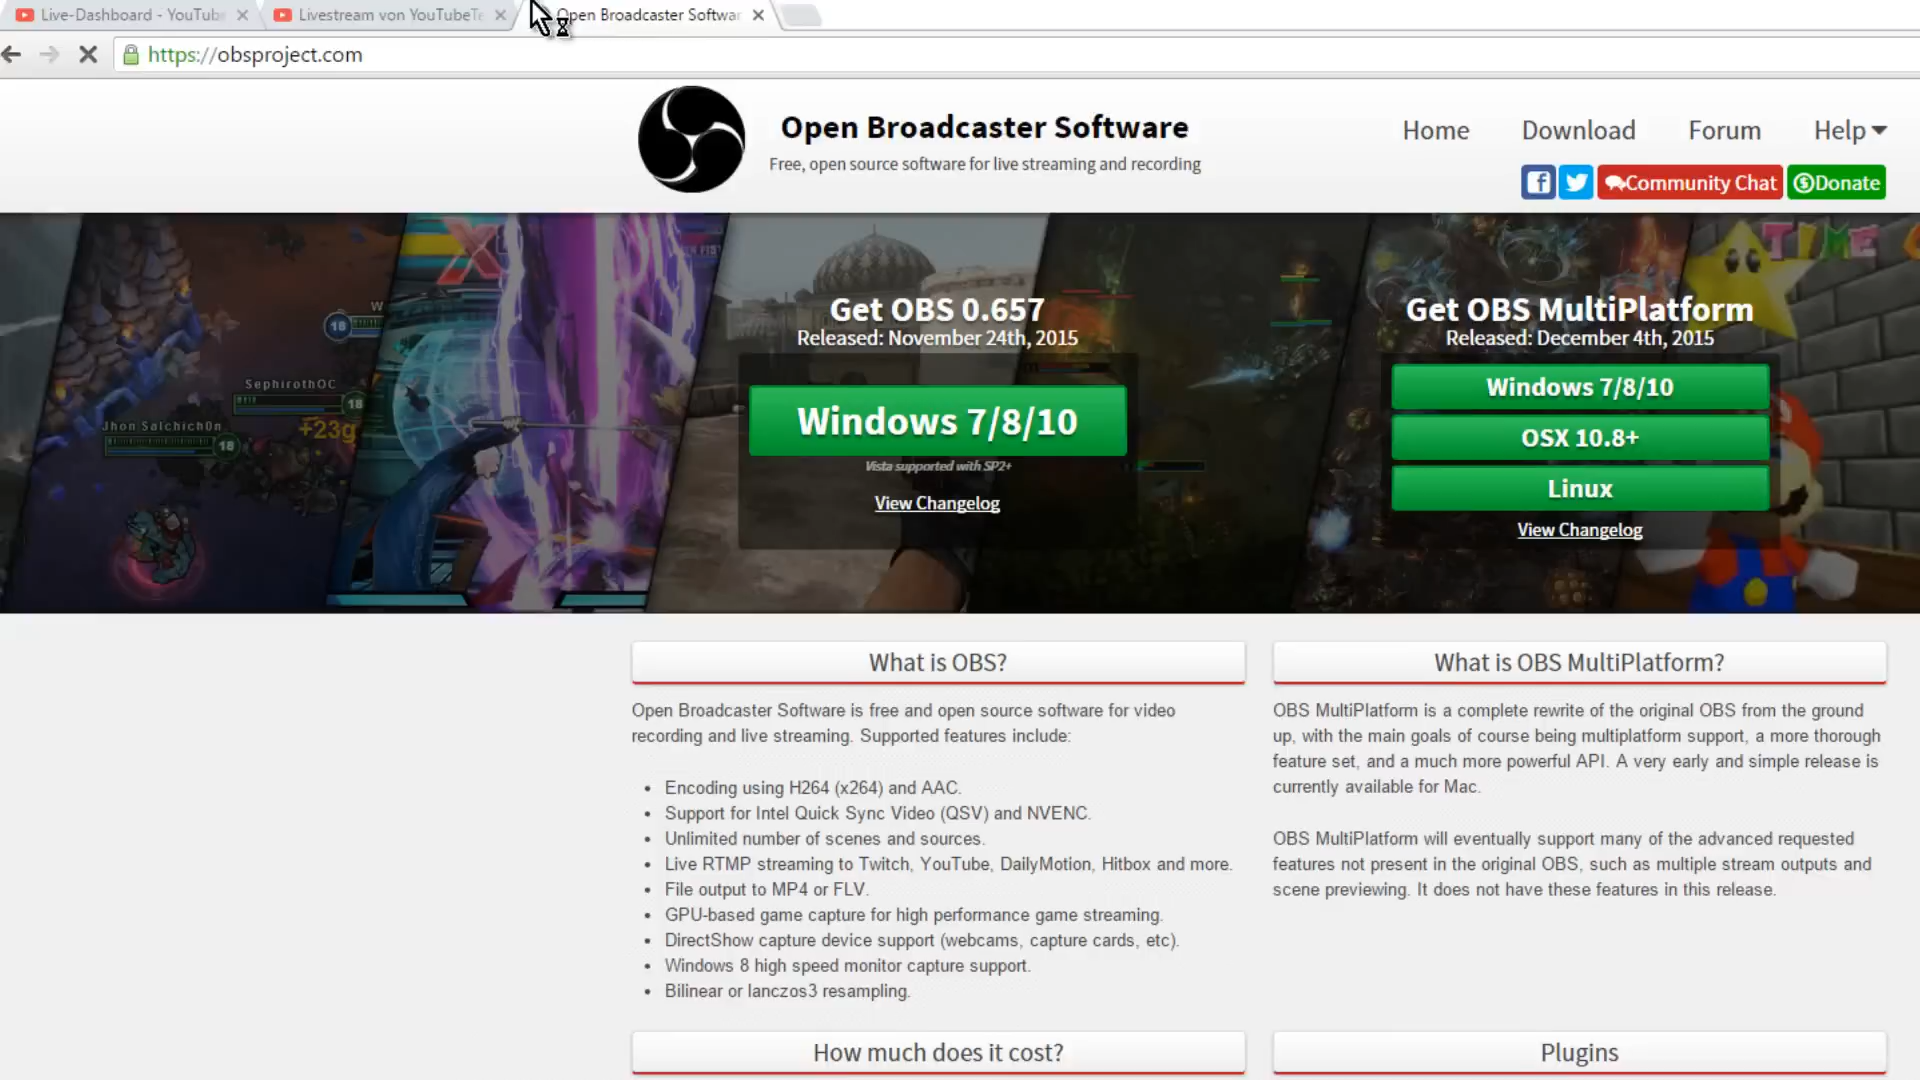 Live-Dashboard - YouTub
Livestream von YouTubeTe
Open Broadcaster Softwar
https://obsproject.com
Open Broadcaster Software
Free, open source software for live streaming and recording
Home
Download
Forum
Help
Community Chat
Donate
W
18
SephirothOC
18
Jhon Salchich0n
18
+23g
TIME
Get OBS 0.657
Released: November 24th, 2015
Windows 7/8/10
Vista supported with SP2+
View Changelog
Get OBS MultiPlatform
Released: December 4th, 2015
Windows 7/8/10
OSX 10.8+
Linux
View Changelog
What is OBS?
Open Broadcaster Software is free and open source software for video
recording and live streaming. Supported features include:
Encoding using H264 (x264) and AAC.
Support for Intel Quick Sync Video (QSV) and NVENC.
Unlimited number of scenes and sources.
Live RTMP streaming to Twitch, YouTube, DailyMotion, Hitbox and more.
File output to MP4 or FLV.
GPU-based game capture for high performance game streaming.
DirectShow capture device support (webcams, capture cards, etc).
Windows 8 high speed monitor capture support.
Bilinear or lanczos3 resampling.
What is OBS MultiPlatform?
OBS MultiPlatform is a complete rewrite of the original OBS from the ground
up, with the main goals of course being multiplatform support, a more thorough
feature set, and a much more powerful API. A very early and simple release is
currently available for Mac.
OBS MultiPlatform will eventually support many of the advanced requested
features not present in the original OBS, such as multiple stream outputs and
scene previewing. It does not have these features in this release.
How much does it cost?
Plugins